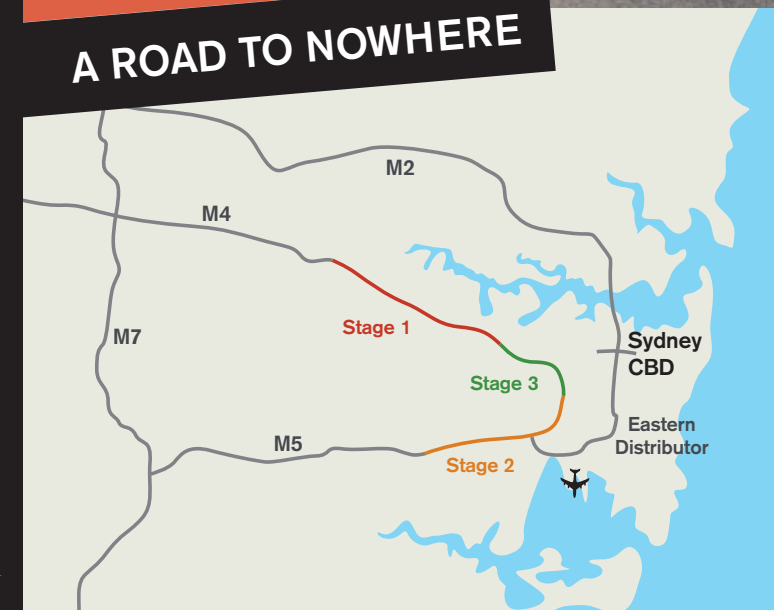 A ROAD TO NOWHERE
M2
M4
Stage 1
M7
Sydney
CBD
Stage 3
Eastern
Distributor
M5
Stage 2